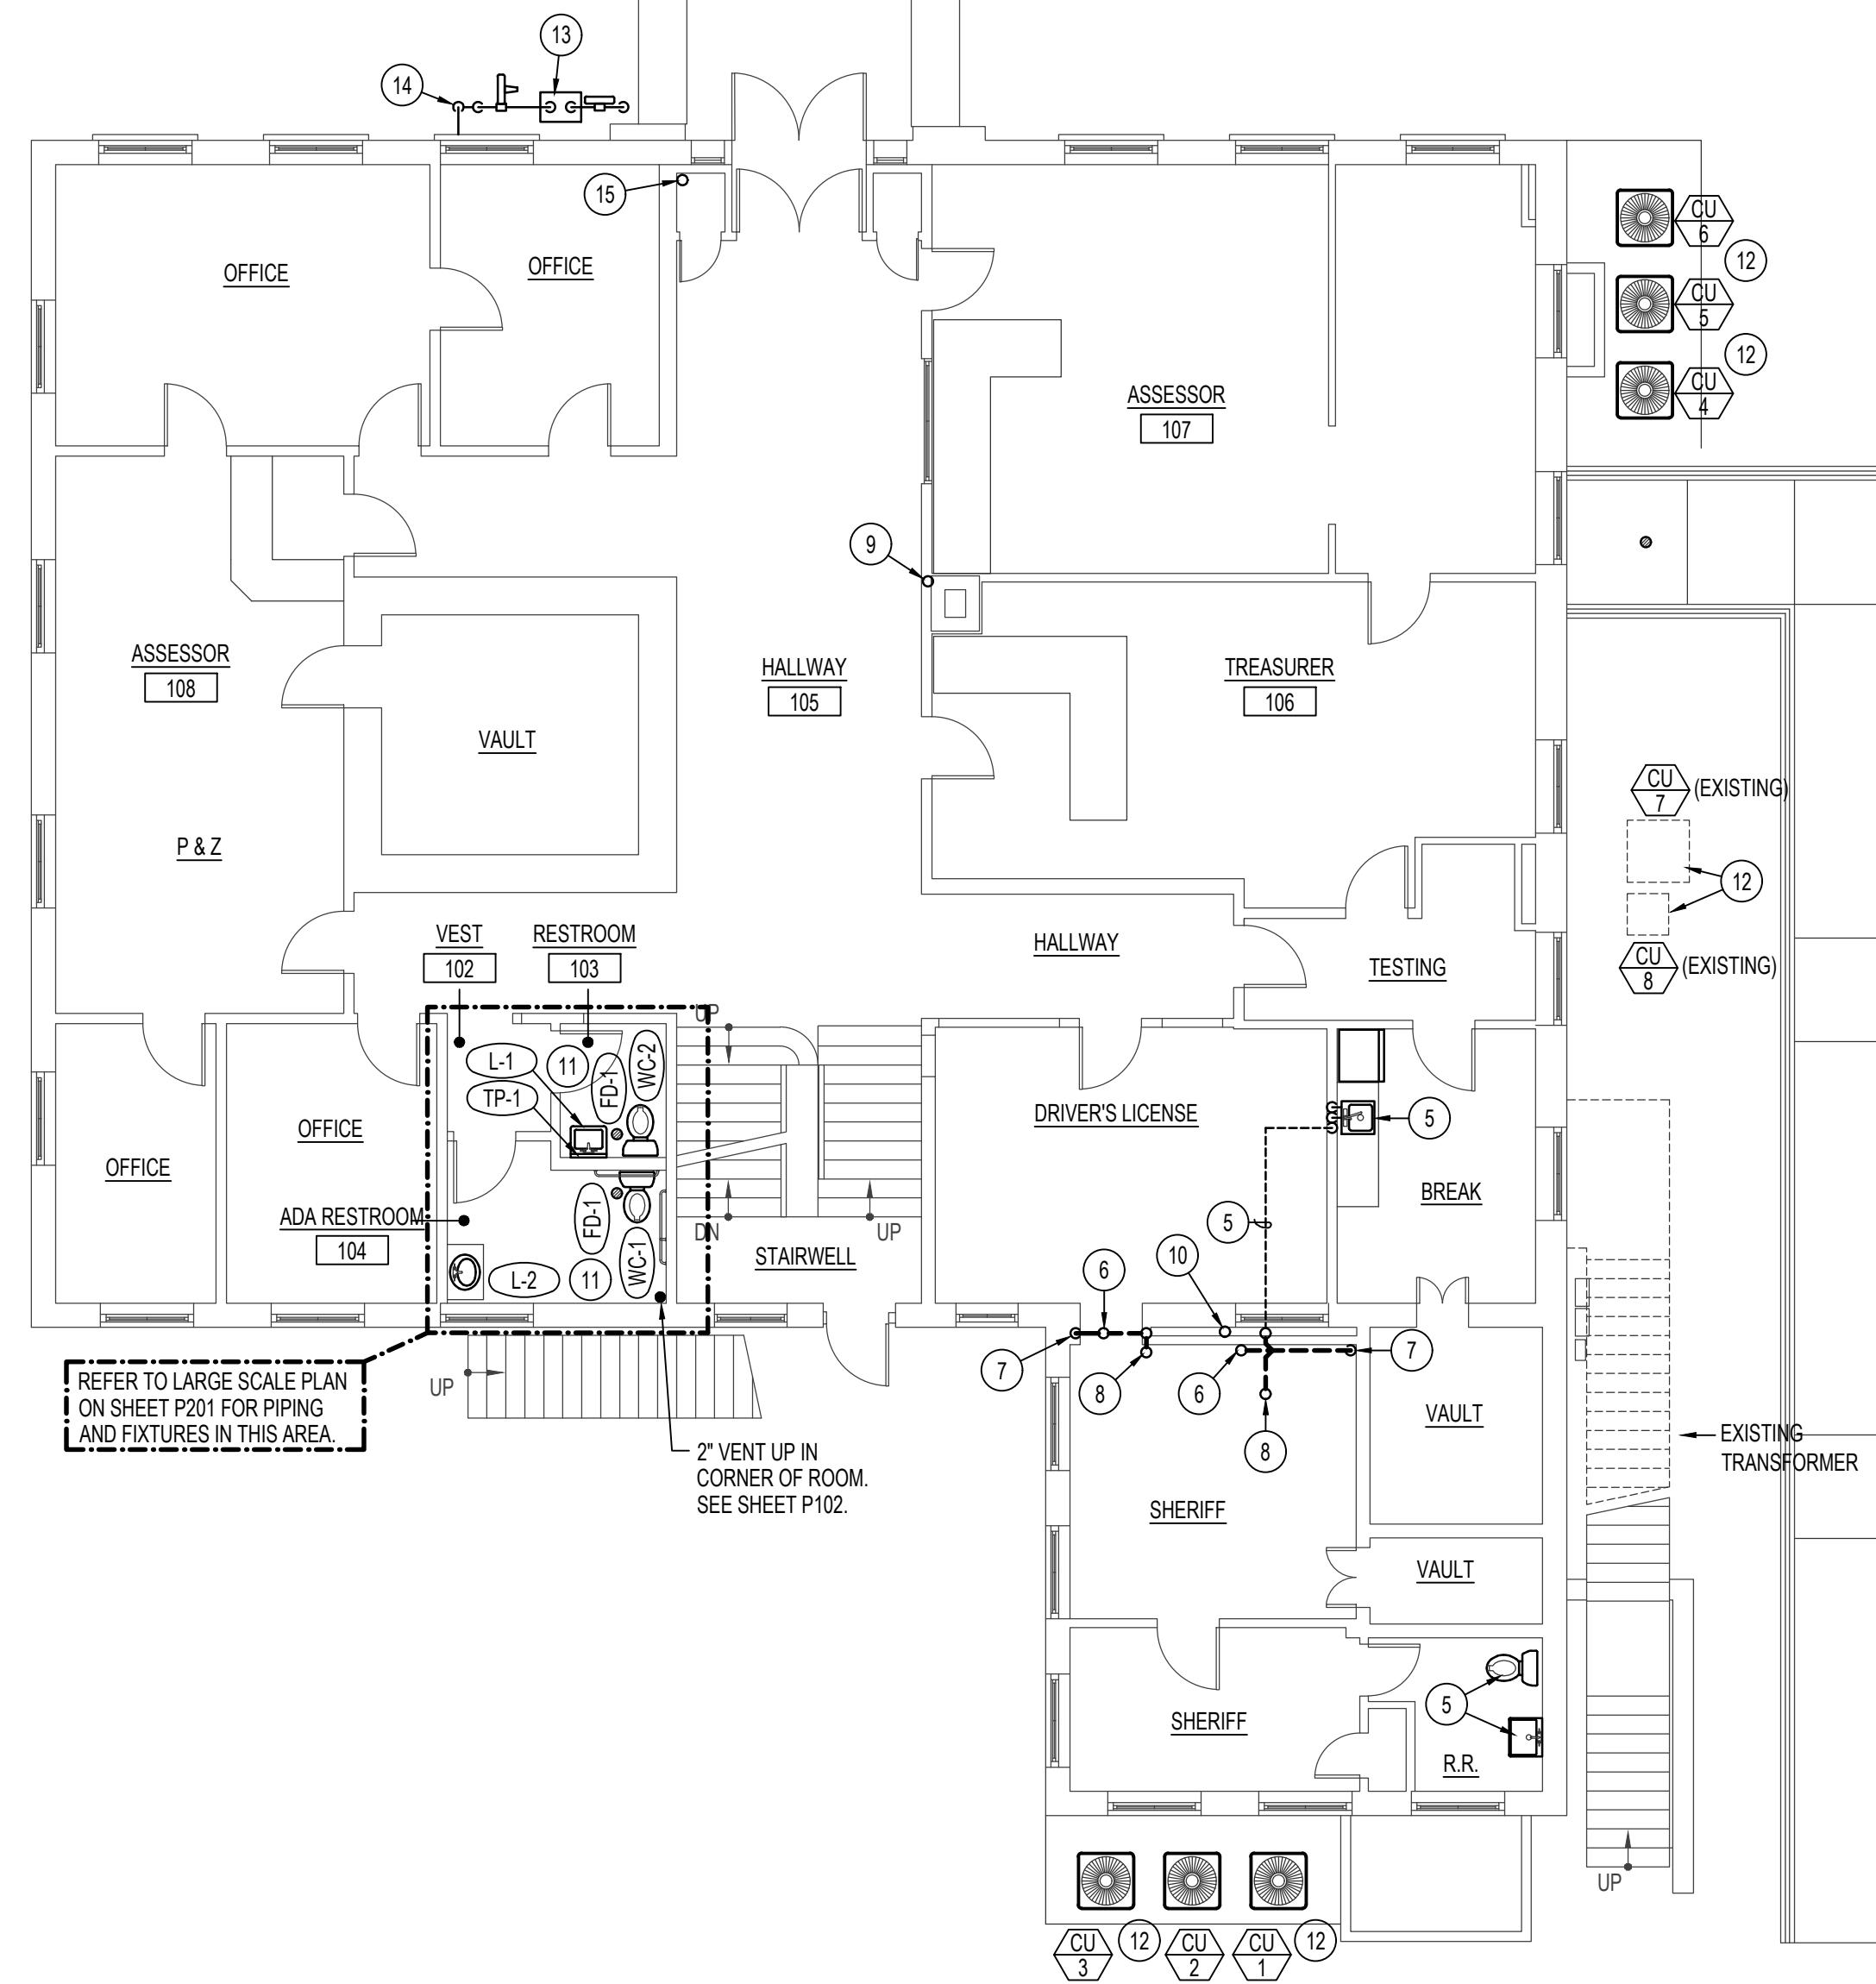 13
14
15
CU
6
12
CU
5
12
CU
4
OFFICE
OFFICE
ASSESSOR
107
9
ASSESSOR
108
HALLWAY
105
TREASURER
106
VAULT
P & Z
CU
7
(EXISTING)
12
CU
8
(EXISTING)
VEST
102
RESTROOM
103
HALLWAY
TESTING
UP
L-1
11
FD-1
WC-2
TP-1
DRIVER'S LICENSE
5
OFFICE
OFFICE
BREAK
ADA RESTROOM
104
FD-1
WC-1
L-2
11
DN
UP
STAIRWELL
5
6
10
7
8
6
7
8
REFER TO LARGE SCALE PLAN
ON SHEET P201 FOR PIPING
AND FIXTURES IN THIS AREA.
UP
2" VENT UP IN
CORNER OF ROOM.
SEE SHEET P102.
VAULT
EXISTING
TRANSFORMER
SHERIFF
VAULT
SHERIFF
5
R.R.
UP
CU
3
12
CU
2
CU
1
12